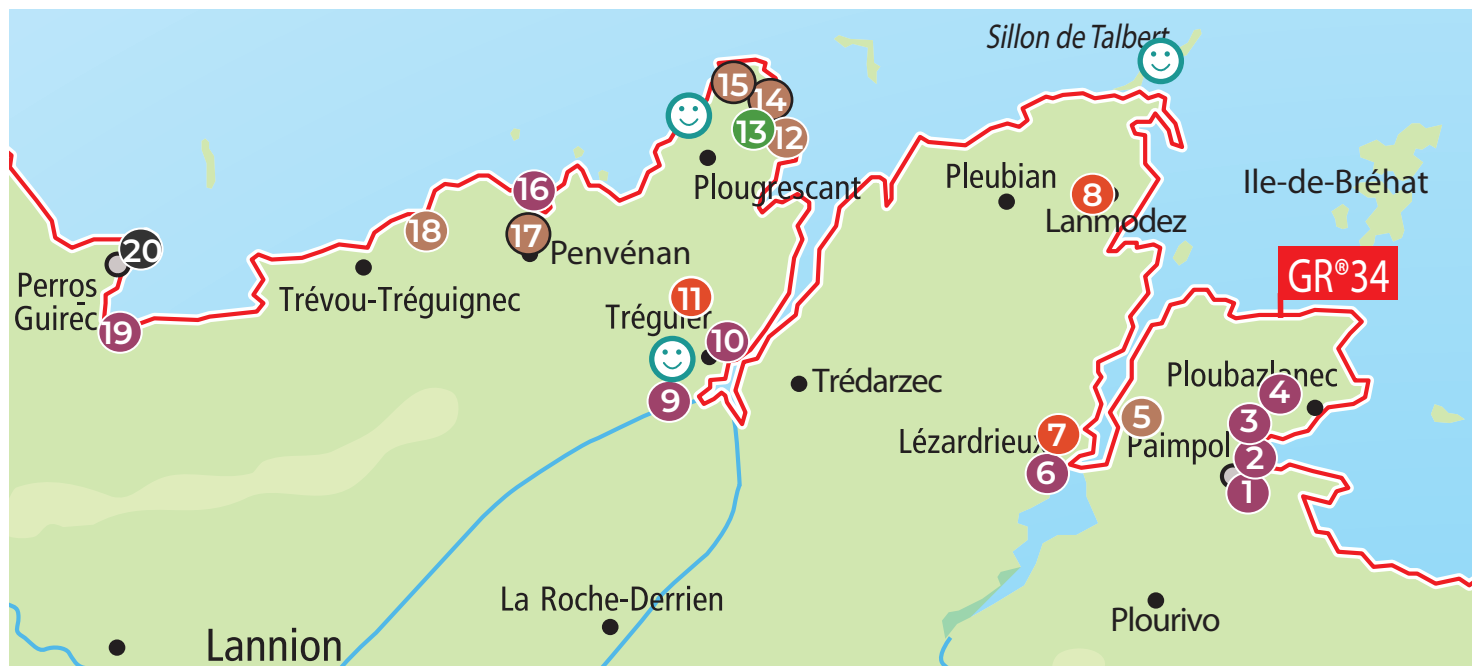 Sillon de Talbert
15
14
13
12
Plougrescant
Pleubian
8
Lanmodez
Ile-de-Bréhat
16
18
17
Penvénan
20
Perros
Guirec
19
Trévou-Tréguignec
GR®34
11
Tréguier
10
9
Trédarzec
Ploubazlanec
4
5
3
7
Lézardrieux
Paimpol
2
6
1
La Roche-Derrien
Plourivo
Lannion